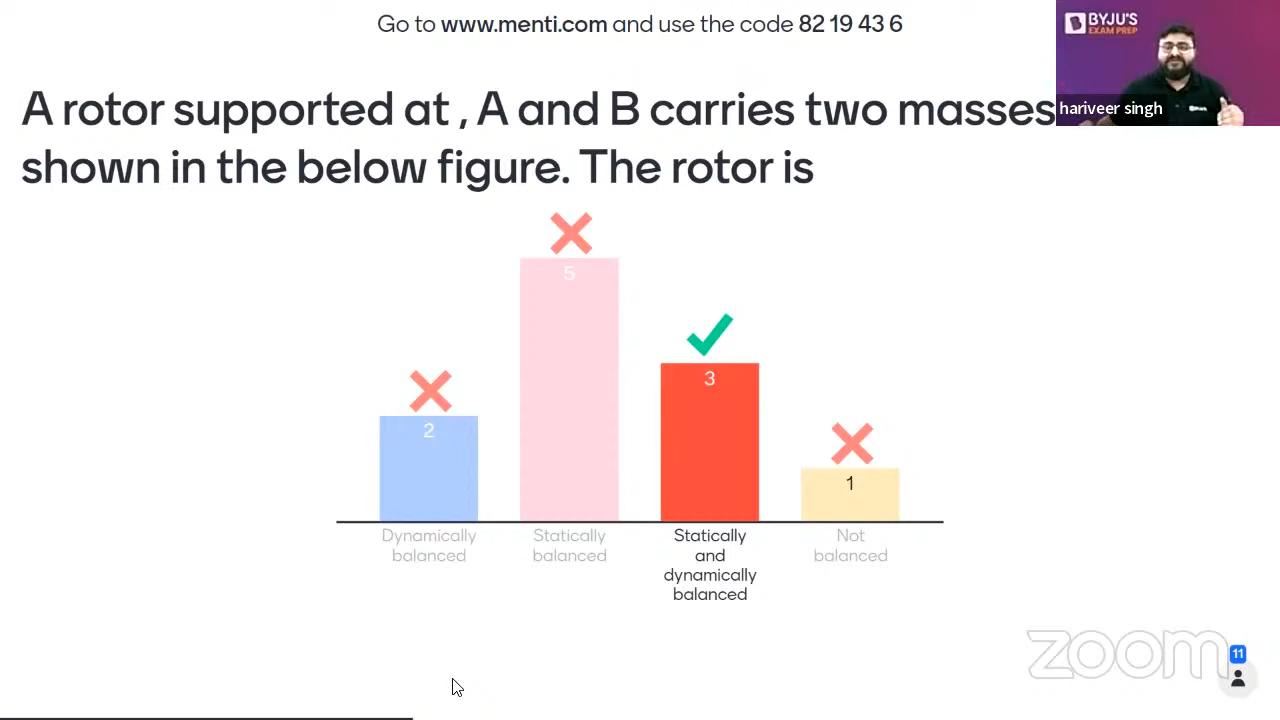 Go to www.menti.com and use the code 82 19 43 6
BYJU'S
EXAM PREP
hariveer singh
A rotor supported at , A and B carries two masses
shown in the below figure. The rotor is
5
3
2
1
Dynamically
balanced
Statically
balanced
Statically
and
dynamically
balanced
Not
balanced
zoom
11